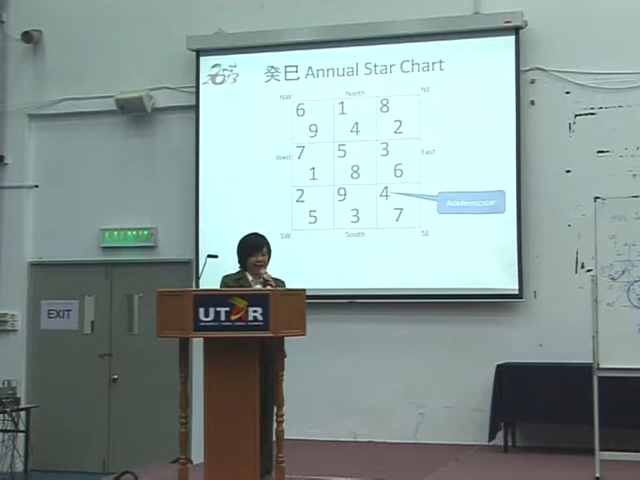 2013 癸巳 Annual Star Chart
NW North NE
6 1 8
9 4 2
West 7 5 3 East
1 8 6
2 9 4 Academic star
5 3 7
SW South SE
EXIT
UTAR